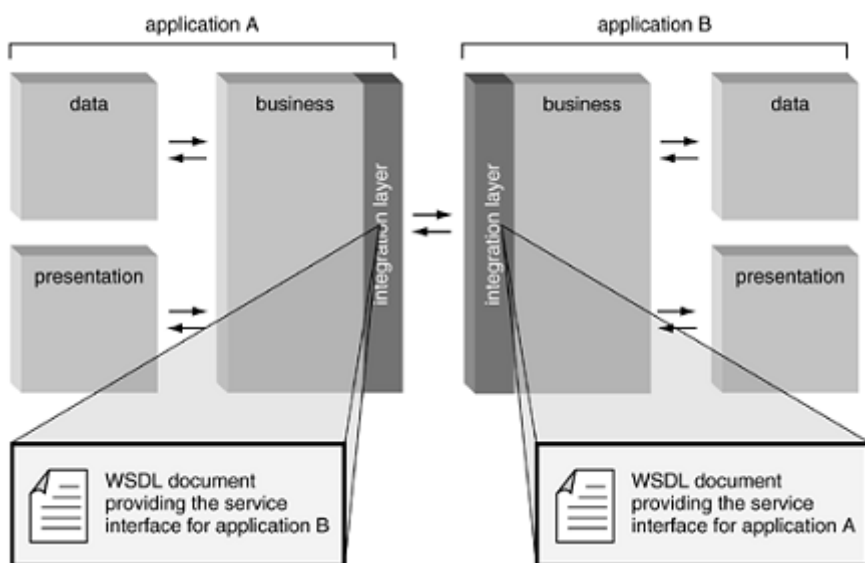 application A
application B
data
business
integration layer
integration layer
business
data
presentation
presentation
WSDL document
providing the service
interface for application B
WSDL document
providing the service
interface for application A